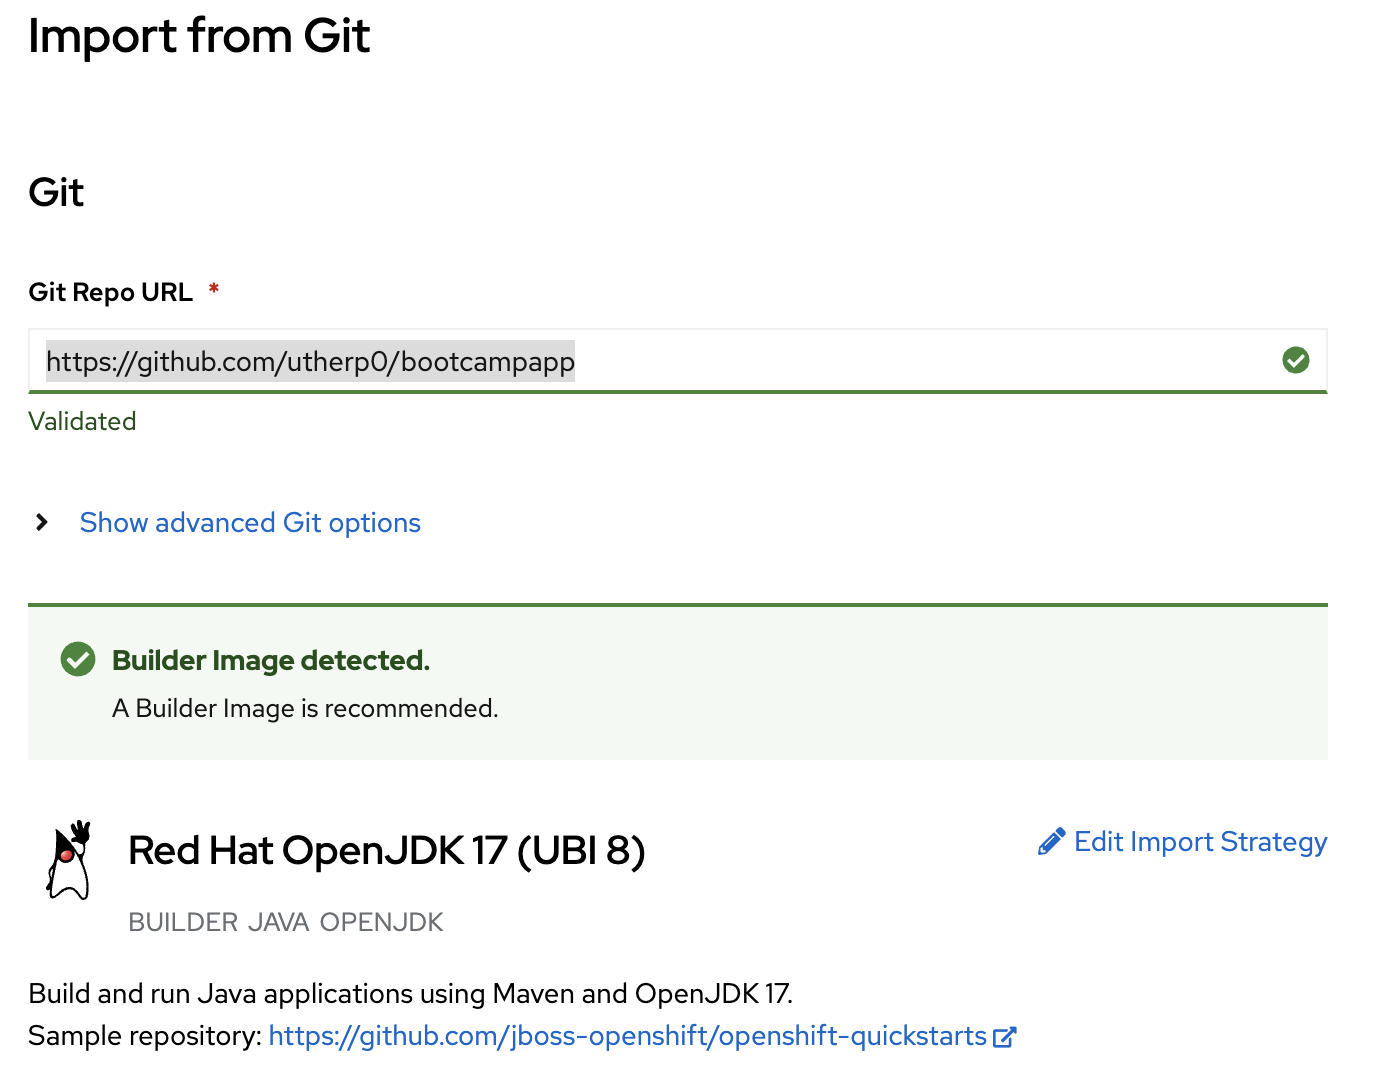 Import from Git
Git
Git Repo URL *
https://github.com/utherp0/bootcampapp
Validated
Show advanced Git options
Builder Image detected.
A Builder Image is recommended.
Red Hat OpenJDK 17 (UBI 8)
Edit Import Strategy
BUILDER JAVA OPENJDK
Build and run Java applications using Maven and OpenJDK 17.
Sample repository: https://github.com/jboss-openshift/openshift-quickstarts